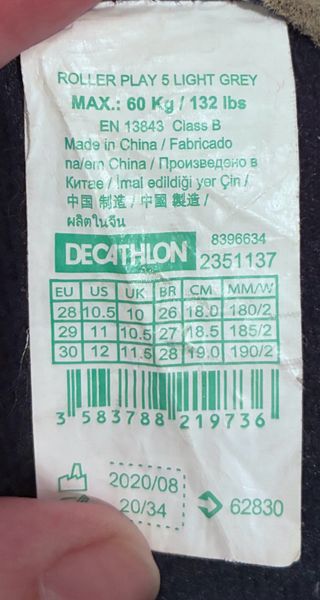 ROLLER PLAY 5 LIGHT GREY
MAX.: 60 Kg / 132 lbs
EN 13843 Class B
Made in China / Fabricado
na/em China / Произведено в
Китае / İmal edildiği yer Çin /
中国 制造 / 中國 製造 /
ผลิตในจีน
DECATHLON 8396634
2351137
EU US UK BR CM MM/W
28 10.5 10 26 18.0 180/2
29 11 10.5 27 18.5 185/2
30 12 11.5 28 19.0 190/2
3 583788 219736
2020/08
20/34 62830